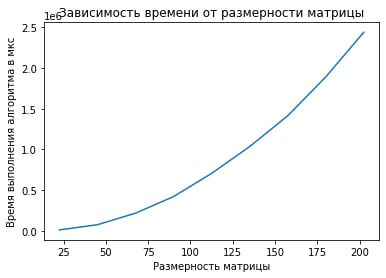 Зависимость времени от размерности матрицы
1e6
Время выполнения алгоритма в мкс
2.5
2.0
1.5
1.0
0.5
0.0
25 50 75 100 125 150 175 200
Размерность матрицы